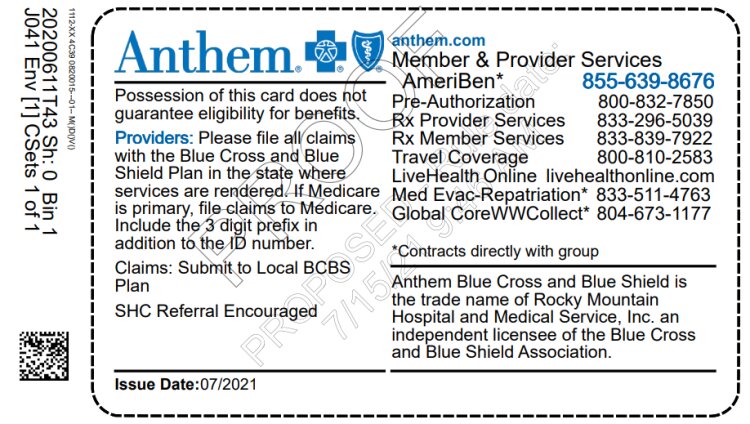 1112-XX 4C39 0820015--01-- M(ID(IVI)
20200611T43 Sh: 0 Bin 1
J041 Env [1] CSets 1 of 1
Anthem
Possession of this card does not
guarantee eligibility for benefits.
Providers: Please file all claims
with the Blue Cross and Blue
Shield Plan in the state where
services are rendered. If Medicare
is primary, file claims to Medicare.
Include the 3 digit prefix in
addition to the ID number.
Claims: Submit to Local BCBS
Plan
SHC Referral Encouraged
Issue Date:07/2021
anthem.com
Member & Provider Services
AmeriBen* 855-639-8676
Pre-Authorization 800-832-7850
Rx Provider Services 833-296-5039
Rx Member Services 833-839-7922
Travel Coverage 800-810-2583
LiveHealth Online livehealthonline.com
Med Evac-Repatriation* 833-511-4763
Global CoreWWCollect* 804-673-1177
*Contracts directly with group
Anthem Blue Cross and Blue Shield is
the trade name of Rocky Mountain
Hospital and Medical Service, Inc. an
independent licensee of the Blue Cross
and Blue Shield Association.
PROOF
PROPOSED
7/15/21